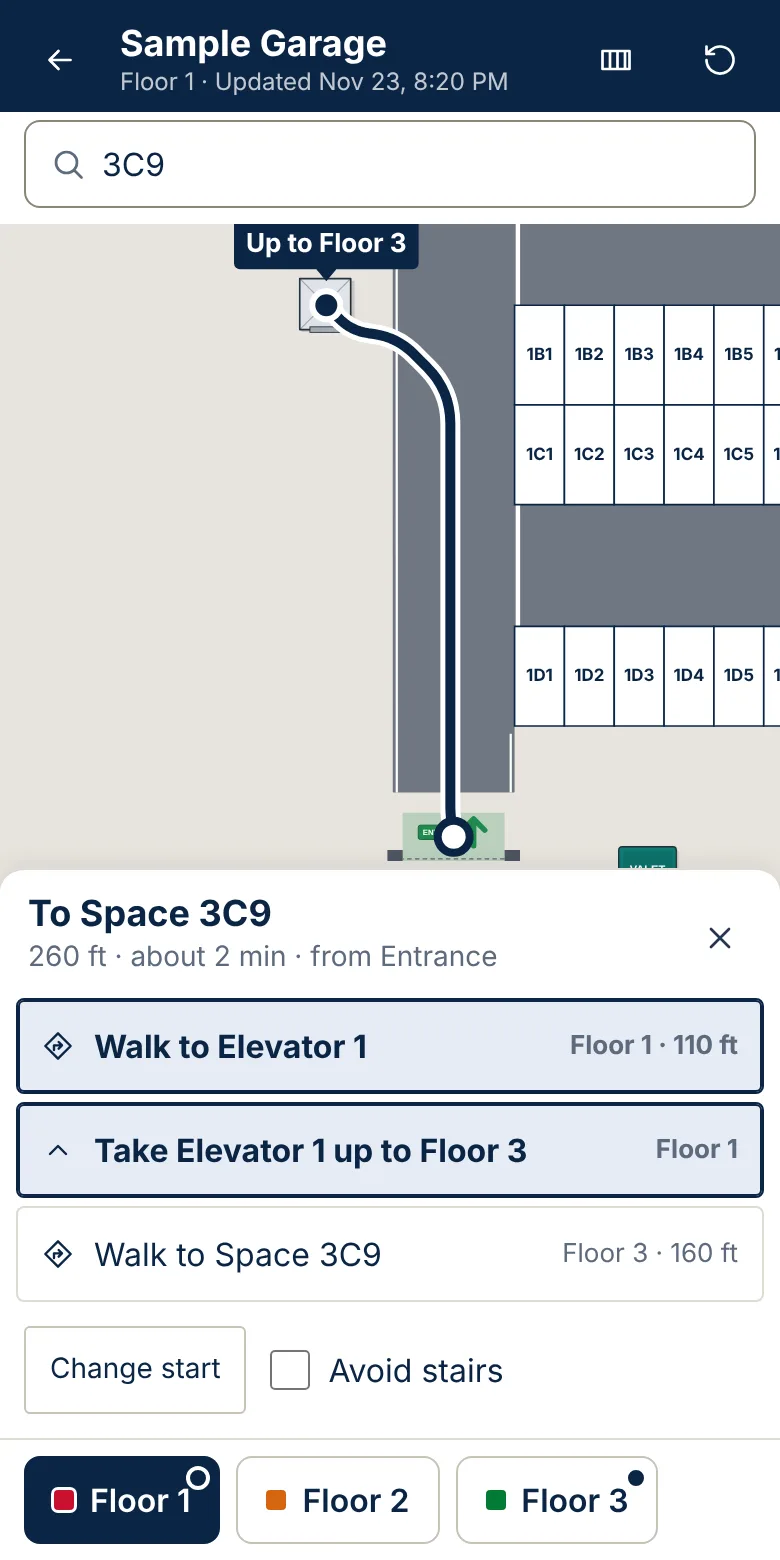 Sample Garage
Floor 1 · Updated Nov 23, 8:20 PM
3C9
Up to Floor 3
1B1 1B2 1B3 1B4 1B5
1C1 1C2 1C3 1C4 1C5
1D1 1D2 1D3 1D4 1D5
To Space 3C9
260 ft · about 2 min · from Entrance
Walk to Elevator 1 Floor 1 · 110 ft
Take Elevator 1 up to Floor 3 Floor 1
Walk to Space 3C9 Floor 3 · 160 ft
Change start Avoid stairs
Floor 1 Floor 2 Floor 3